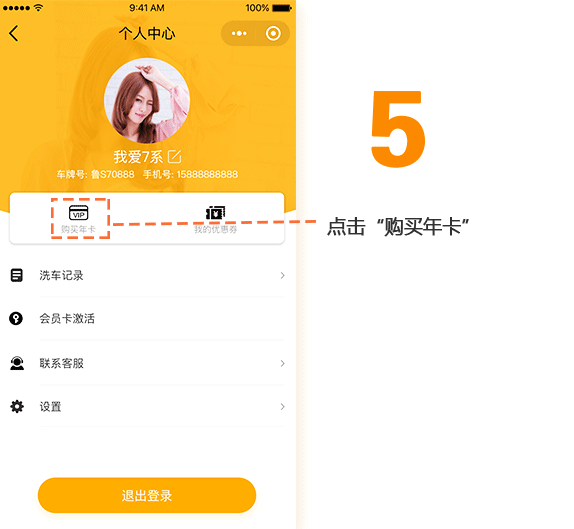 9:41 AM
100%
个人中心
我爱7系
车牌号: 鲁S70888 手机号: 15888888888
VIP
购买年卡
¥
我的优惠券
洗车记录
会员卡激活
联系客服
设置
退出登录
5
点击“购买年卡”